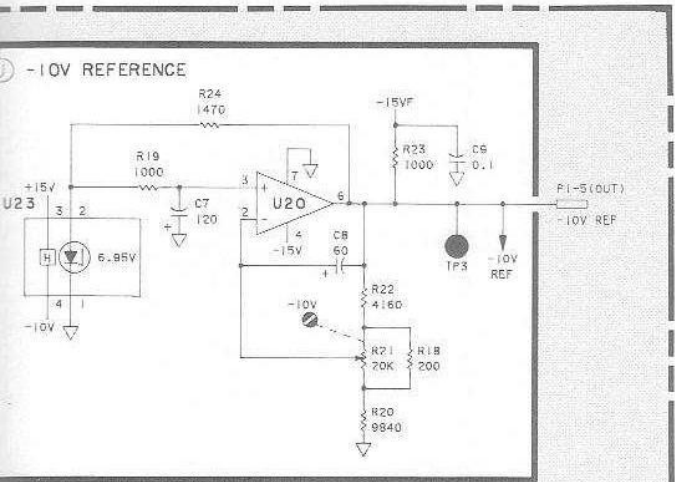 -10V REFERENCE
R24
1470
-15VF
R19
1000
R23
1000
C9
0.1
+15V
U23
3
2
C7
120
+
3
+
2
-
U20
7
6
4
-15V
P1-5(OUT)
-10V REF
H
6.95V
C8
60
+
TP3
-10V
REF
4
1
-10V
R22
4160
-10V
R21
20K
R18
200
R20
9840